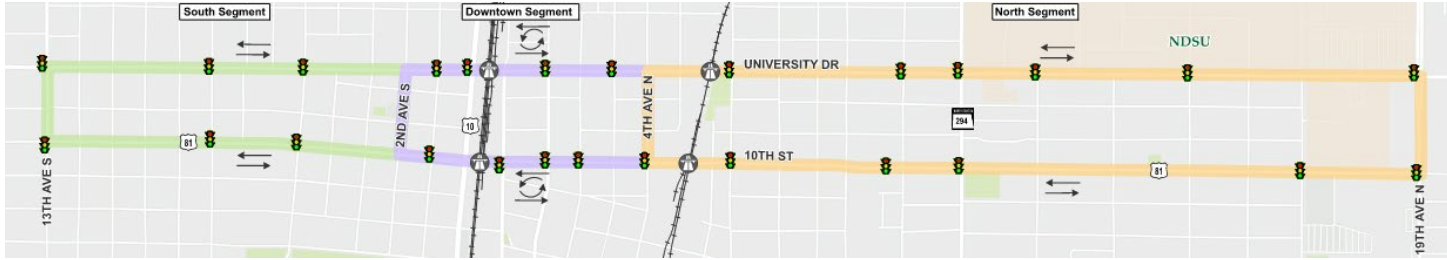 South Segment
Downtown Segment
North Segment
NDSU
UNIVERSITY DR
2ND AVE S
10
4TH AVE N
294
81
10TH ST
81
13TH AVE S
19TH AVE N